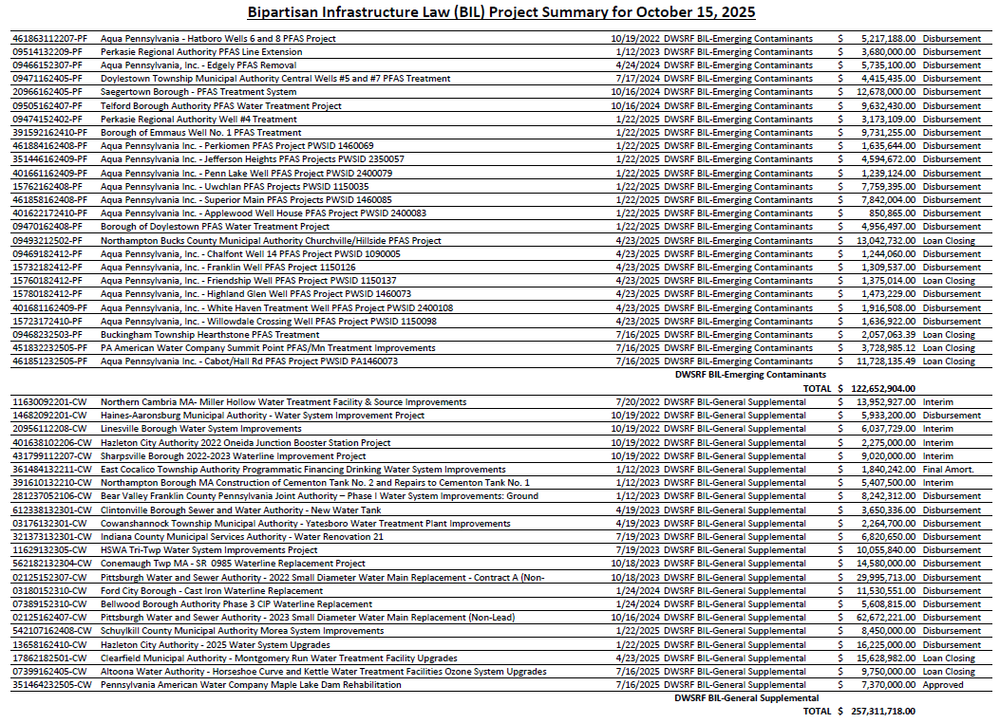 Bipartisan Infrastructure Law (BIL) Project Summary for October 15, 2025
461863112207-PF Aqua Pennsylvania - Hatboro Wells 6 and 8 PFAS Project 10/19/2022 DWSRF BIL-Emerging Contaminants $ 5,217,188.00 Disbursement
09514132209-PF Perkasie Regional Authority PFAS Line Extension 1/12/2023 DWSRF BIL-Emerging Contaminants $ 3,680,000.00 Disbursement
09466152307-PF Aqua Pennsylvania, Inc. - Edgely PFAS Removal 4/24/2024 DWSRF BIL-Emerging Contaminants $ 5,735,100.00 Disbursement
09471162405-PF Doylestown Township Municipal Authority Central Wells #5 and #7 PFAS Treatment 7/17/2024 DWSRF BIL-Emerging Contaminants $ 4,415,435.00 Disbursement
20966162405-PF Saegertown Borough - PFAS Treatment System 10/16/2024 DWSRF BIL-Emerging Contaminants $ 12,678,000.00 Disbursement
09505162407-PF Telford Borough Authority PFAS Water Treatment Project 10/16/2024 DWSRF BIL-Emerging Contaminants $ 9,632,430.00 Disbursement
09474152402-PF Perkasie Regional Authority Well #4 Treatment 1/22/2025 DWSRF BIL-Emerging Contaminants $ 3,173,109.00 Disbursement
391592162410-PF Borough of Emmaus Well No. 1 PFAS Treatment 1/22/2025 DWSRF BIL-Emerging Contaminants $ 9,731,255.00 Disbursement
461884162408-PF Aqua Pennsylvania Inc. - Perkiomen PFAS Project PWSID 1460069 1/22/2025 DWSRF BIL-Emerging Contaminants $ 1,635,644.00 Disbursement
351446162409-PF Aqua Pennsylvania Inc. - Jefferson Heights PFAS Projects PWSID 2350057 1/22/2025 DWSRF BIL-Emerging Contaminants $ 4,594,672.00 Disbursement
401661162409-PF Aqua Pennsylvania Inc. - Penn Lake Well PFAS Projects PWSID 2400079 1/22/2025 DWSRF BIL-Emerging Contaminants $ 1,239,124.00 Disbursement
15762162408-PF Aqua Pennsylvania Inc. - Uwchlan PFAS Projects PWSID 1150035 1/22/2025 DWSRF BIL-Emerging Contaminants $ 7,759,395.00 Disbursement
461858162408-PF Aqua Pennsylvania Inc. - Superior Main PFAS Projects PWSID 1460085 1/22/2025 DWSRF BIL-Emerging Contaminants $ 7,842,004.00 Disbursement
401622172410-PF Aqua Pennsylvania Inc. - Applewood Well House PFAS Project PWSID 2400083 1/22/2025 DWSRF BIL-Emerging Contaminants $ 850,865.00 Disbursement
09470162408-PF Borough of Doylestown PFAS Water Treatment Project 1/22/2025 DWSRF BIL-Emerging Contaminants $ 4,956,497.00 Disbursement
09493212502-PF Northampton Bucks County Municipal Authority Churchville/Hillside PFAS Project 4/23/2025 DWSRF BIL-Emerging Contaminants $ 13,042,732.00 Loan Closing
09469182412-PF Aqua Pennsylvania, Inc. - Chalfont Well 14 PFAS Project PWSID 1090005 4/23/2025 DWSRF BIL-Emerging Contaminants $ 1,244,060.00 Disbursement
15732182412-PF Aqua Pennsylvania, Inc. - Franklin Well PFAS Project 1150126 4/23/2025 DWSRF BIL-Emerging Contaminants $ 1,309,537.00 Disbursement
15760182412-PF Aqua Pennsylvania, Inc. - Friendship Well PFAS Project PWSID 1150137 4/23/2025 DWSRF BIL-Emerging Contaminants $ 1,375,014.00 Loan Closing
15780182412-PF Aqua Pennsylvania, Inc. - Highland Glen Well PFAS Project PWSID 1460073 4/23/2025 DWSRF BIL-Emerging Contaminants $ 1,473,229.00 Disbursement
401681162409-PF Aqua Pennsylvania, Inc. - White Haven Treatment Well PFAS Project PWSID 2400108 4/23/2025 DWSRF BIL-Emerging Contaminants $ 1,916,508.00 Disbursement
15723172410-PF Aqua Pennsylvania, Inc. - Willowdale Crossing Well PFAS Project PWSID 1150098 4/23/2025 DWSRF BIL-Emerging Contaminants $ 1,636,922.00 Disbursement
09468232503-PF Buckingham Township Hearthstone PFAS Treatment 7/16/2025 DWSRF BIL-Emerging Contaminants $ 2,057,063.39 Loan Closing
451832232505-PF PA American Water Company Summit Point PFAS/Mn Treatment Improvements 7/16/2025 DWSRF BIL-Emerging Contaminants $ 3,728,985.12 Loan Closing
461851232505-PF Aqua Pennsylvania Inc. - Cabot/Hall Rd PFAS Project PWSID PA1460073 7/16/2025 DWSRF BIL-Emerging Contaminants $ 11,728,135.49 Loan Closing
DWSRF BIL-Emerging Contaminants
TOTAL $ 122,652,904.00
11630092201-CW Northern Cambria MA- Miller Hollow Water Treatment Facility & Source Improvements 7/20/2022 DWSRF BIL-General Supplemental $ 13,952,927.00 Interim
14682092201-CW Haines-Aaronsburg Municipal Authority - Water System Improvement Project 10/19/2022 DWSRF BIL-General Supplemental $ 5,933,200.00 Disbursement
20956112208-CW Linesville Borough Water System Improvements 10/19/2022 DWSRF BIL-General Supplemental $ 6,037,729.00 Interim
401638102206-CW Hazleton City Authority 2022 Oneida Junction Booster Station Project 10/19/2022 DWSRF BIL-General Supplemental $ 2,275,000.00 Interim
431799112207-CW Sharpsville Borough 2022-2023 Waterline Improvement Project 10/19/2022 DWSRF BIL-General Supplemental $ 9,020,000.00 Interim
361484132211-CW East Cocalico Township Authority Programmatic Financing Drinking Water System Improvements 1/12/2023 DWSRF BIL-General Supplemental $ 1,840,242.00 Final Amort.
391610132210-CW Northampton Borough MA Construction of Cementon Tank No. 2 and Repairs to Cementon Tank No. 1 1/12/2023 DWSRF BIL-General Supplemental $ 5,407,500.00 Interim
281237052106-CW Bear Valley Franklin County Pennsylvania Joint Authority – Phase I Water System Improvements: Ground 1/12/2023 DWSRF BIL-General Supplemental $ 8,242,312.00 Disbursement
612338132301-CW Clintonville Borough Sewer and Water Authority - New Water Tank 4/19/2023 DWSRF BIL-General Supplemental $ 3,650,336.00 Disbursement
03176132301-CW Cowanshannock Township Municipal Authority - Yatesboro Water Treatment Plant Improvements 4/19/2023 DWSRF BIL-General Supplemental $ 2,264,700.00 Disbursement
321373132301-CW Indiana County Municipal Services Authority - Water Renovation 21 7/19/2023 DWSRF BIL-General Supplemental $ 6,820,650.00 Disbursement
11629132305-CW HSWA Tri-Twp Water System Improvements Project 7/19/2023 DWSRF BIL-General Supplemental $ 10,055,840.00 Disbursement
562182132304-CW Conemaugh Twp MA - SR 0985 Waterline Replacement Project 10/18/2023 DWSRF BIL-General Supplemental $ 14,580,000.00 Disbursement
02125152307-CW Pittsburgh Water and Sewer Authority - 2022 Small Diameter Water Main Replacement - Contract A (Non- 10/18/2023 DWSRF BIL-General Supplemental $ 29,995,713.00 Disbursement
03180152310-CW Ford City Borough - Cast Iron Waterline Replacement 1/24/2024 DWSRF BIL-General Supplemental $ 11,530,551.00 Disbursement
07389152310-CW Bellwood Borough Authority Phase 3 CIP Waterline Replacement 1/24/2024 DWSRF BIL-General Supplemental $ 5,608,815.00 Disbursement
02125162407-CW Pittsburgh Water and Sewer Authority - 2023 Small Diameter Water Main Replacement (Non-Lead) 10/16/2024 DWSRF BIL-General Supplemental $ 62,672,221.00 Disbursement
542107162408-CW Schuylkill County Municipal Authority Morea System Improvements 1/22/2025 DWSRF BIL-General Supplemental $ 8,450,000.00 Disbursement
13658162410-CW Hazleton City Authority - 2025 Water System Upgrades 1/22/2025 DWSRF BIL-General Supplemental $ 16,225,000.00 Disbursement
17862182501-CW Clearfield Municipal Authority - Montgomery Run Water Treatment Facility Upgrades 4/23/2025 DWSRF BIL-General Supplemental $ 15,628,982.00 Loan Closing
07399162405-CW Altoona Water Authority - Horseshoe Curve and Kettle Water Treatment Facilities Ozone System Upgrades 7/16/2025 DWSRF BIL-General Supplemental $ 9,750,000.00 Loan Closing
351464232505-CW Pennsylvania American Water Company Maple Lake Dam Rehabilitation 7/16/2025 DWSRF BIL-General Supplemental $ 7,370,000.00 Approved
DWSRF BIL-General Supplemental
TOTAL $ 257,311,718.00